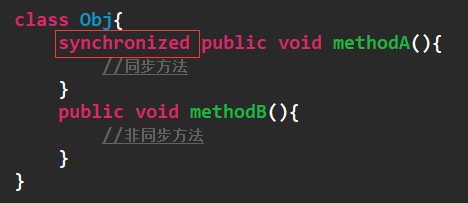 class Obj{
synchronized public void methodA(){
//同步方法
}
public void methodB(){
//非同步方法
}
}